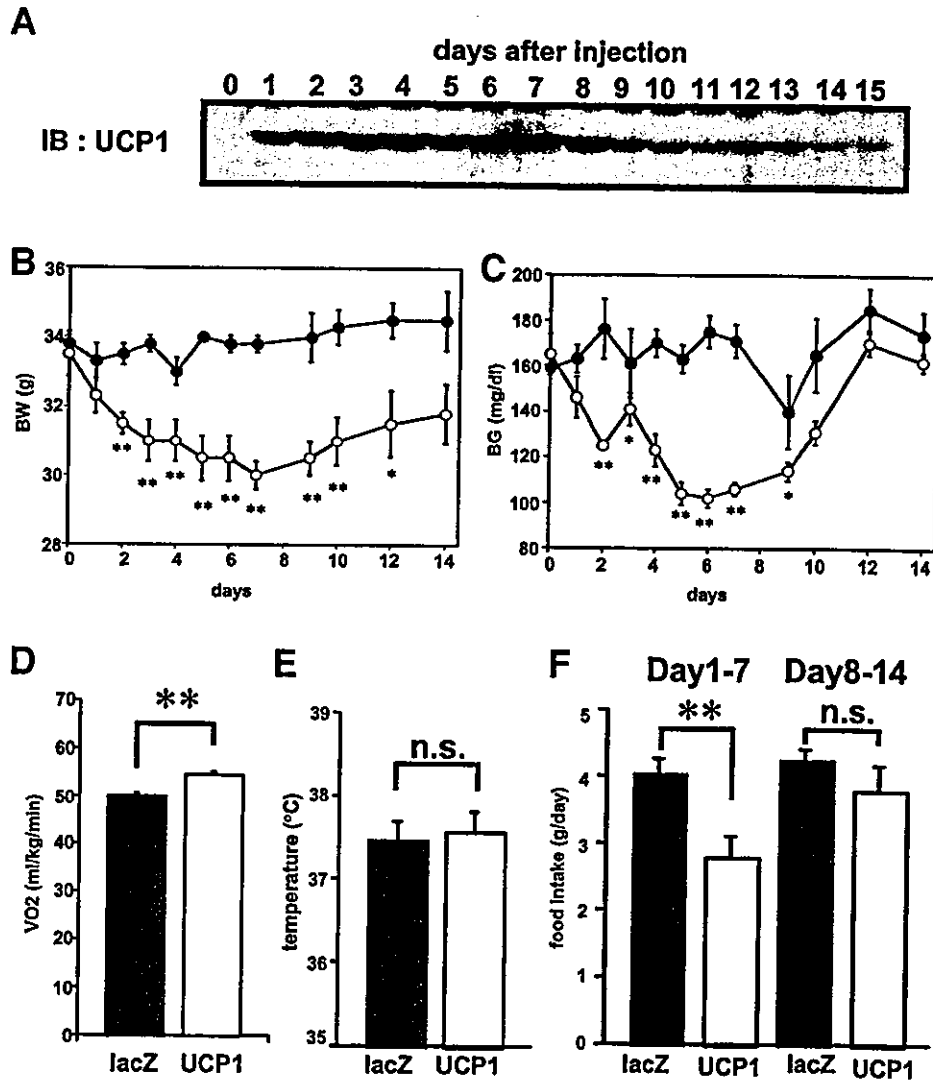 A
days after injection
0 1 2 3 4 5 6 7 8 9 10 11 12 13 14 15
IB : UCP1
B
36
34
32
30
28
BW (g)
** ** ** ** ** ** ** ** *
0 2 4 6 8 10 12 14
days
C
200
180
160
140
120
100
80
BG (mg/dl)
** * ** ** ** ** *
0 2 4 6 8 10 12 14
days
D
70
60
50
40
30
20
10
0
VO2 (ml/kg/min)
**
lacZ UCP1
E
39
38
37
36
35
temperature (°C)
n.s.
lacZ UCP1
F
Day1-7 Day8-14
** n.s.
5
4
3
2
1
0
food Intake (g/day)
lacZ UCP1 lacZ UCP1